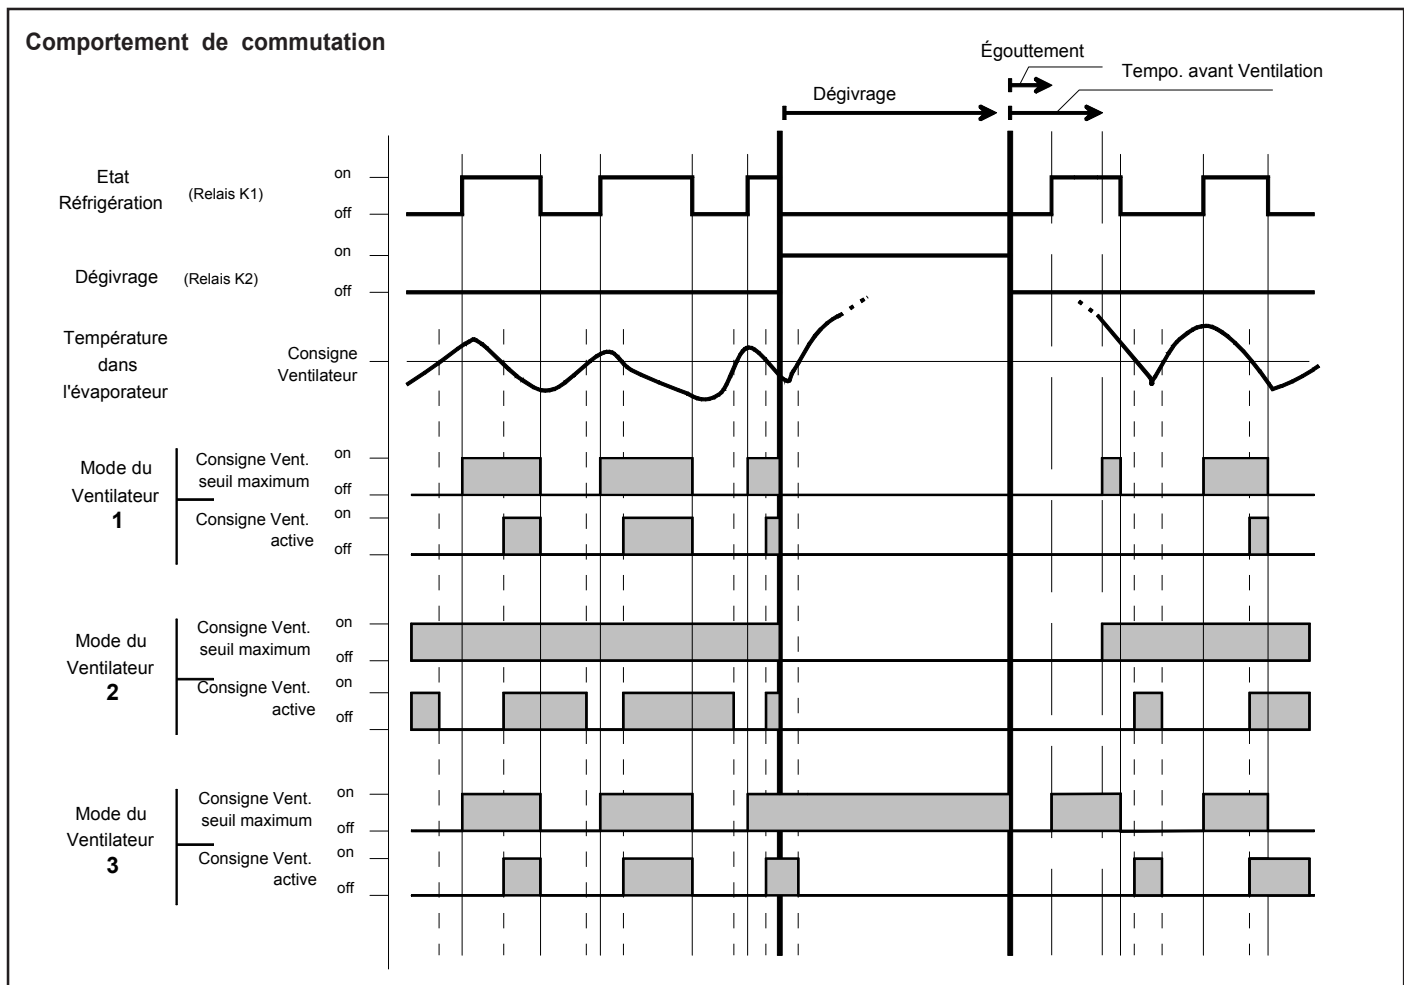 Comportement de commutation
Égouttement
Tempo. avant Ventilation
Dégivrage
Etat
Réfrigération
(Relais K1)
on
off
Dégivrage
(Relais K2)
on
off
Température
dans
l'évaporateur
Consigne
Ventilateur
Mode du
Ventilateur
1
Consigne Vent.
seuil maximum
on
off
Consigne Vent.
active
on
off
Mode du
Ventilateur
2
Consigne Vent.
seuil maximum
on
off
Consigne Vent.
active
on
off
Mode du
Ventilateur
3
Consigne Vent.
seuil maximum
on
off
Consigne Vent.
active
on
off